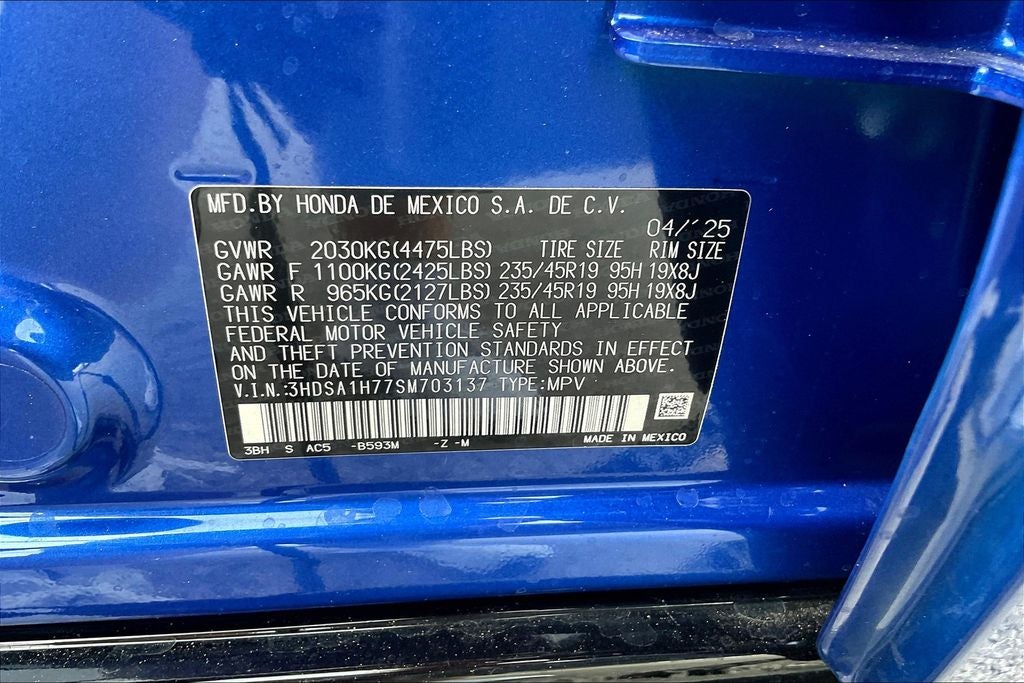 MFD.BY HONDA DE MEXICO S.A. DE C.V.
04/'25
GVWR 2030KG(4475LBS) TIRE SIZE RIM SIZE
GAWR F 1100KG(2425LBS) 235/45R19 95H 19X8J
GAWR R 965KG(2127LBS) 235/45R19 95H 19X8J
THIS VEHICLE CONFORMS TO ALL APPLICABLE
FEDERAL MOTOR VEHICLE SAFETY
AND THEFT PREVENTION STANDARDS IN EFFECT
ON THE DATE OF MANUFACTURE SHOWN ABOVE.
V.I.N.:3HDSA1H77SM703137 TYPE:MPV
3BH S AC5 -B593M -Z -M MADE IN MEXICO